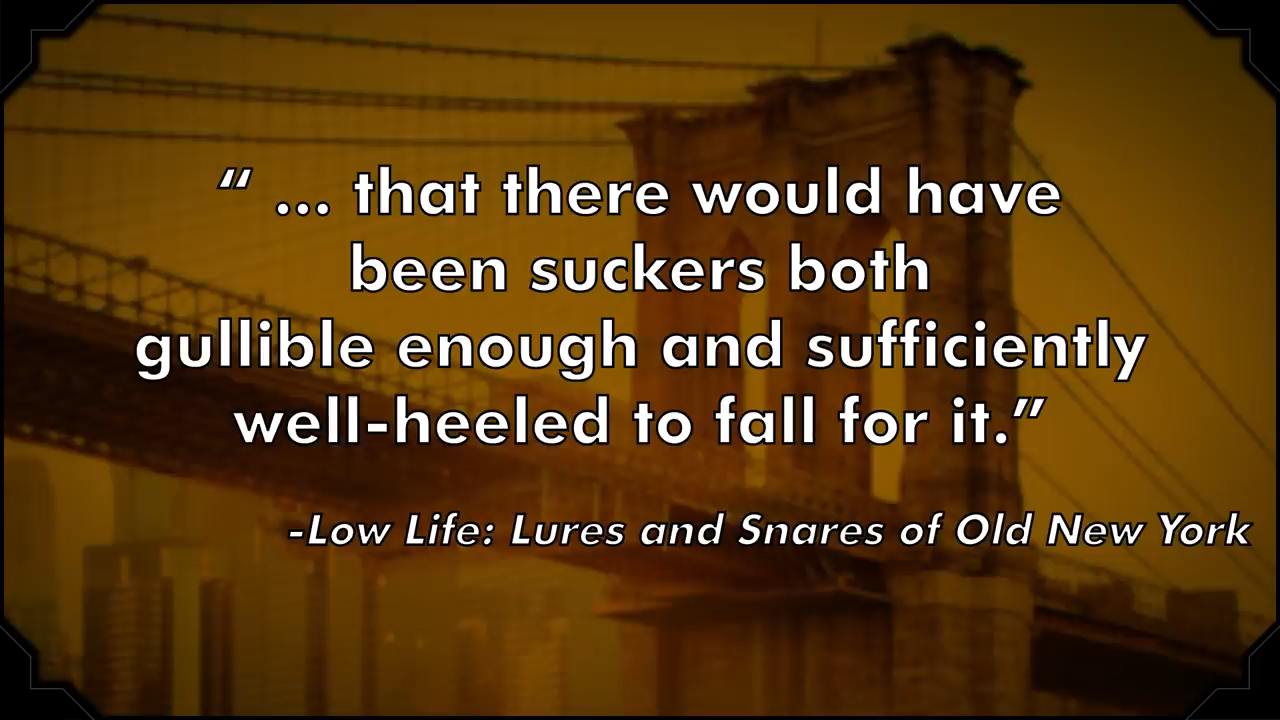 “ ... that there would have
been suckers both
gullible enough and sufficiently
well-heeled to fall for it.”
-Low Life: Lures and Snares of Old New York